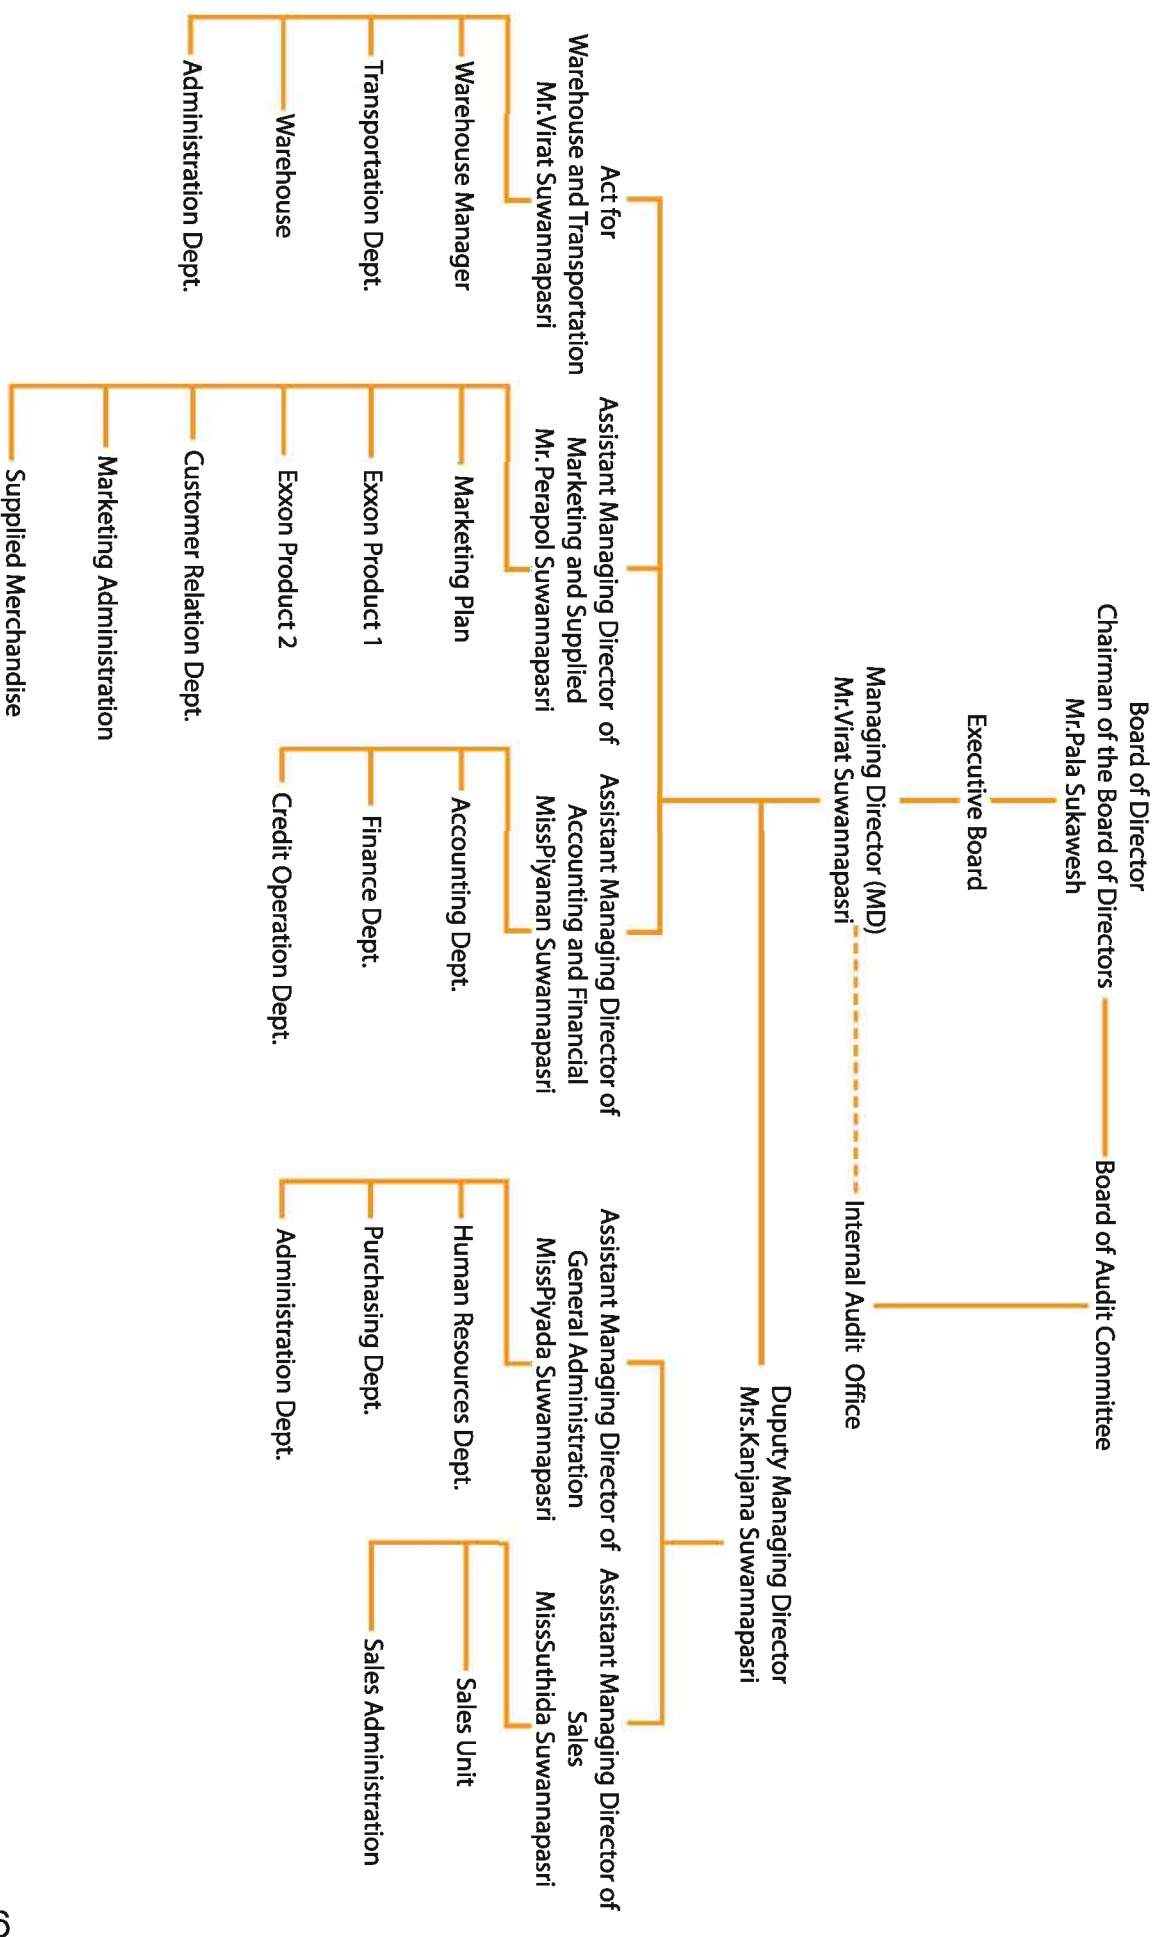 Board of Director
Chairman of the Board of Directors
Mr.Pala Sukawesh
Board of Audit Committee
Executive Board
Managing Director (MD)
Mr.Virat Suwannapasri
Internal Audit Office
Duputy Managing Director
Mrs.Kanjana Suwannapasri
Act for
Warehouse and Transportation
Mr.Virat Suwannapasri
Warehouse Manager
Transportation Dept.
Warehouse
Administration Dept.
Assistant Managing Director of
Marketing and Supplied
Mr. Perapol Suwannapasri
Marketing Plan
Exxon Product 1
Exxon Product 2
Customer Relation Dept.
Marketing Administration
Supplied Merchandise
Assistant Managing Director of
Accounting and Financial
MissPiyanan Suwannapasri
Accounting Dept.
Finance Dept.
Credit Operation Dept.
Assistant Managing Director of
General Administration
MissPiyada Suwannapasri
Human Resources Dept.
Purchasing Dept.
Administration Dept.
Assistant Managing Director of
Sales
MissSuthida Suwannapasri
Sales Unit
Sales Administration